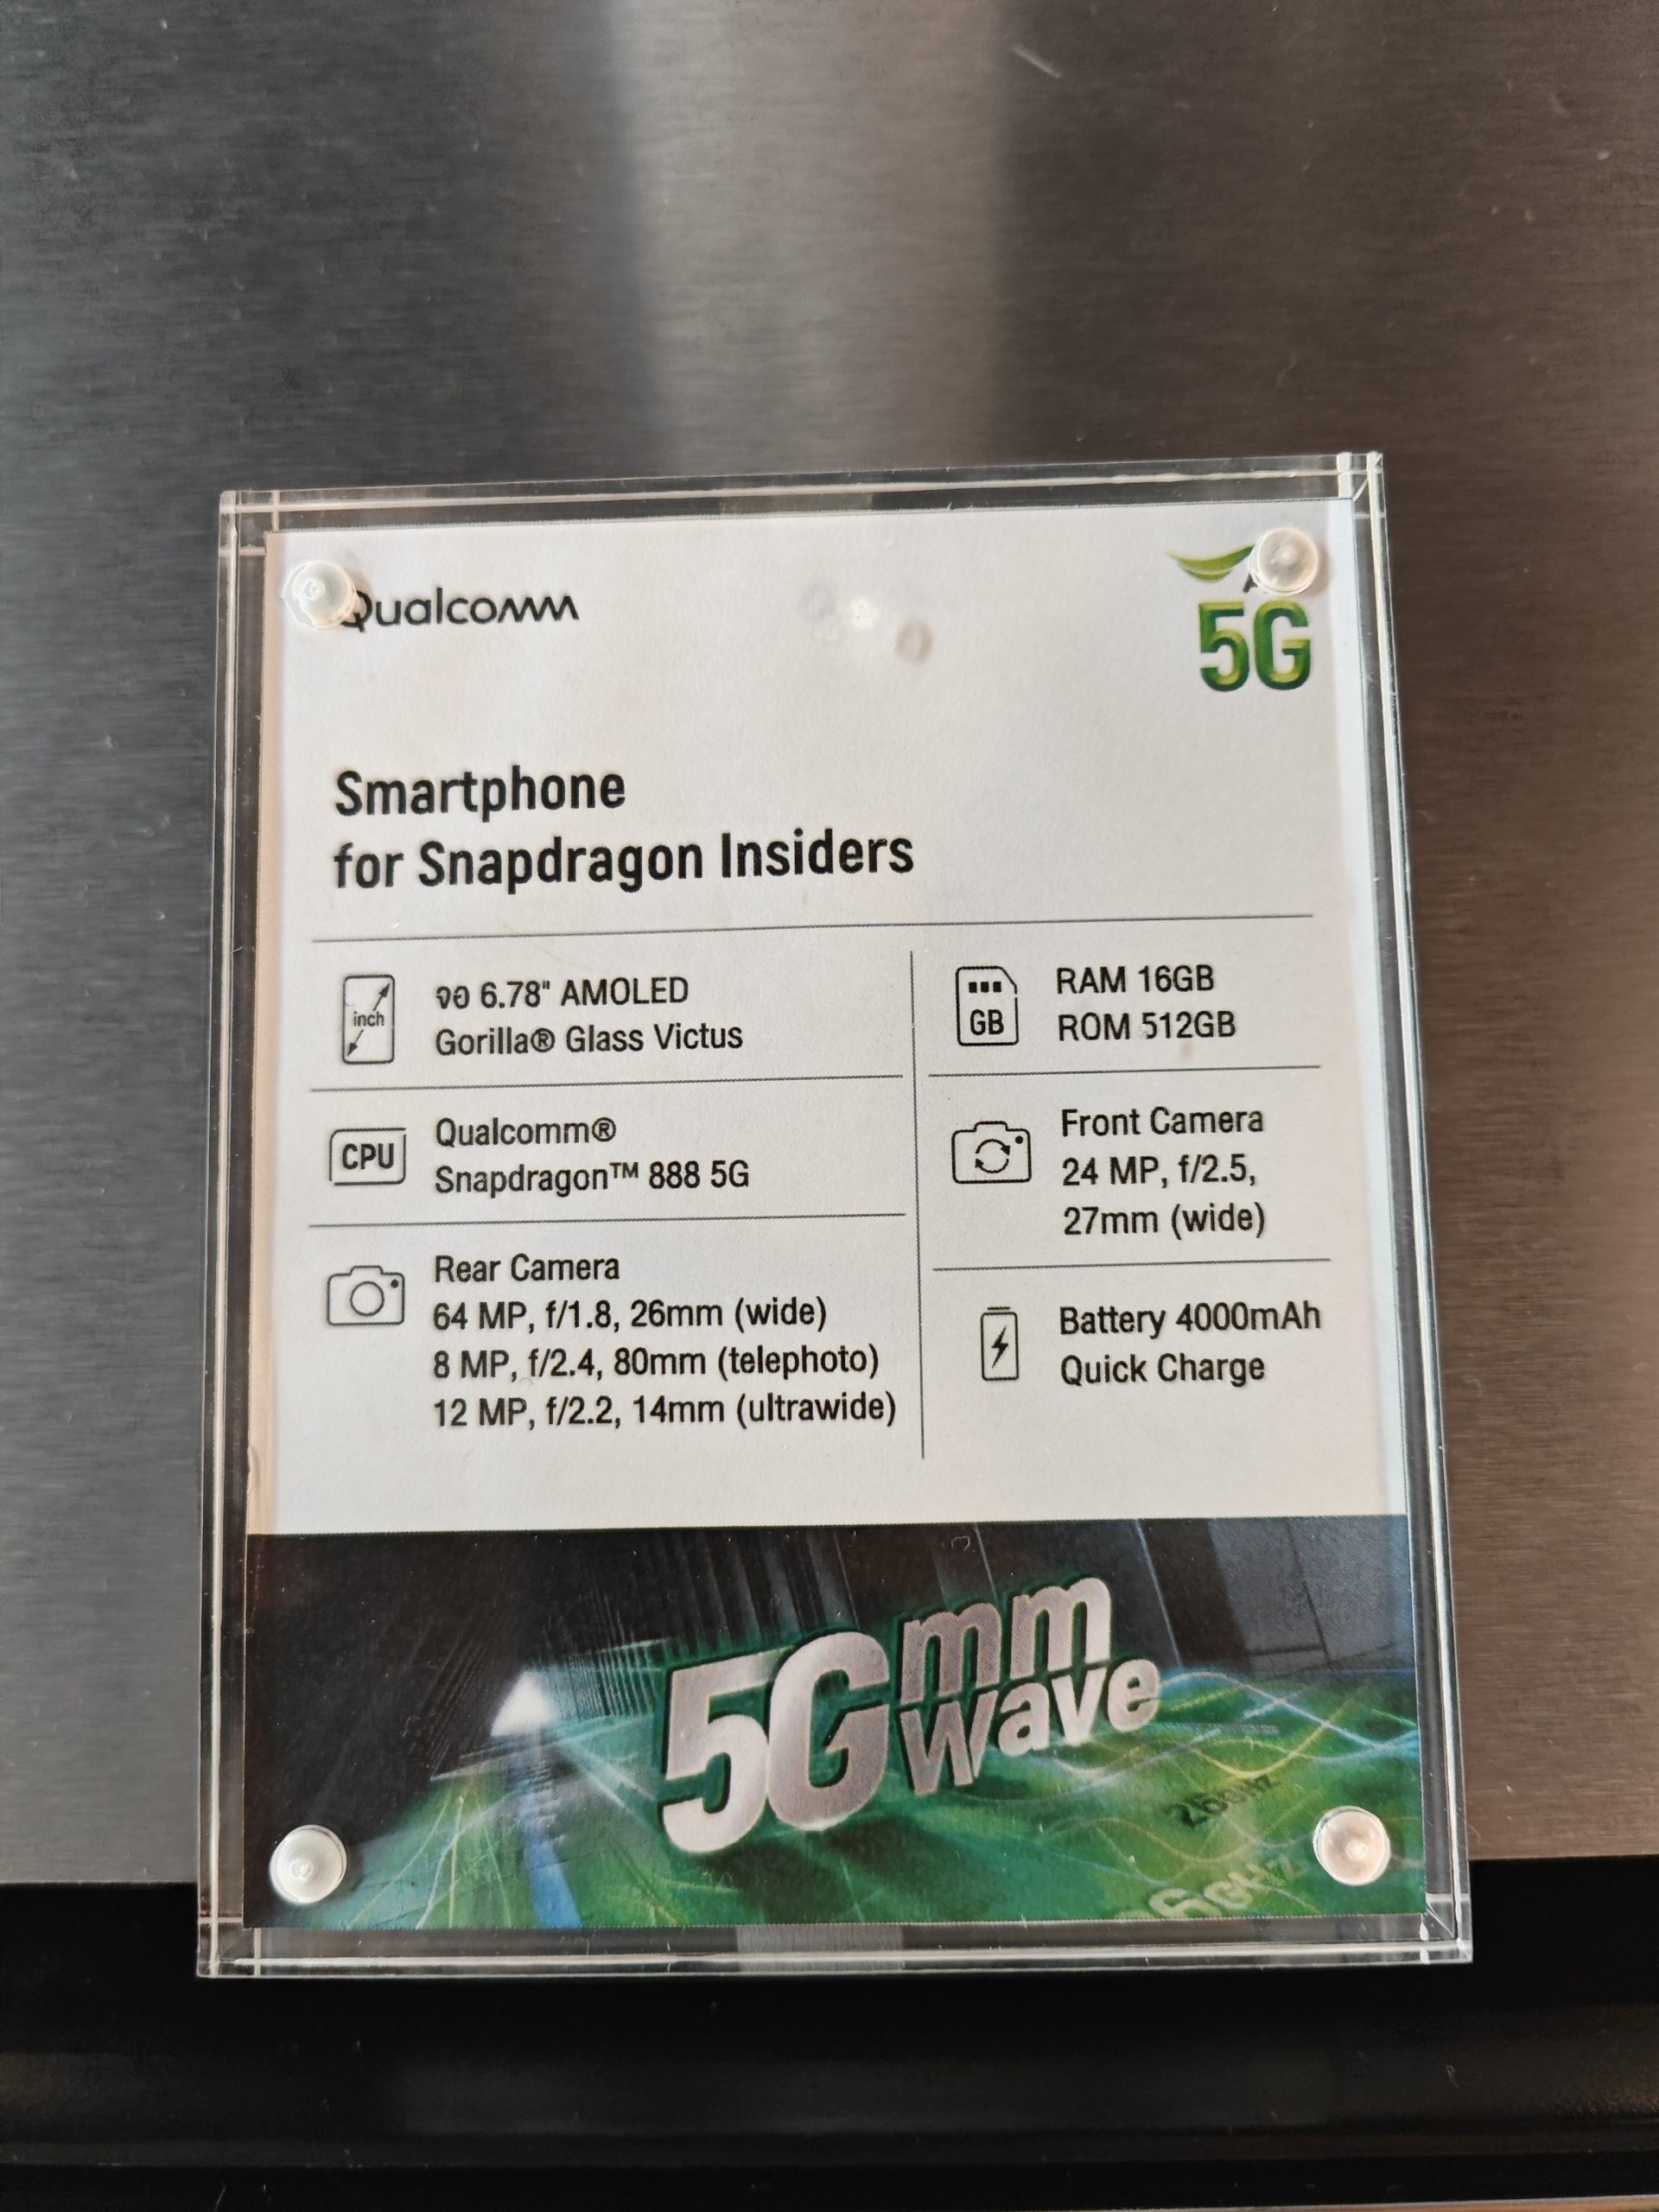 Qualcomm
5G
Smartphone
for Snapdragon Insiders
inch
จอ 6.78" AMOLED
Gorilla® Glass Victus
GB
RAM 16GB
ROM 512GB
CPU
Qualcomm®
Snapdragon™ 888 5G
Front Camera
24 MP, f/2.5,
27mm (wide)
Rear Camera
64 MP, f/1.8, 26mm (wide)
8 MP, f/2.4, 80mm (telephoto)
12 MP, f/2.2, 14mm (ultrawide)
Battery 4000mAh
Quick Charge
5G mm
Wave
26GHz